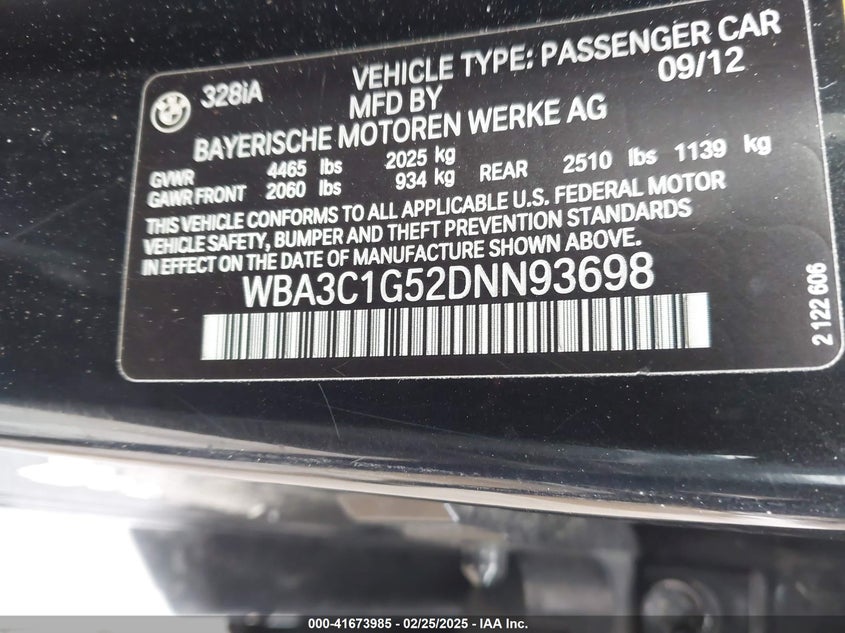 328iA VEHICLE TYPE: PASSENGER CAR
MFD BY 09/12
BAYERISCHE MOTOREN WERKE AG
GVWR 4465 lbs 2025 kg
GAWR FRONT 2060 lbs 934 kg REAR 2510 lbs 1139 kg
THIS VEHICLE CONFORMS TO ALL APPLICABLE U.S. FEDERAL MOTOR
VEHICLE SAFETY, BUMPER AND THEFT PREVENTION STANDARDS
IN EFFECT ON THE DATE OF MANUFACTURE SHOWN ABOVE.
WBA3C1G52DNN93698
2 122 606
000-41673985 - 02/25/2025 - IAA Inc.